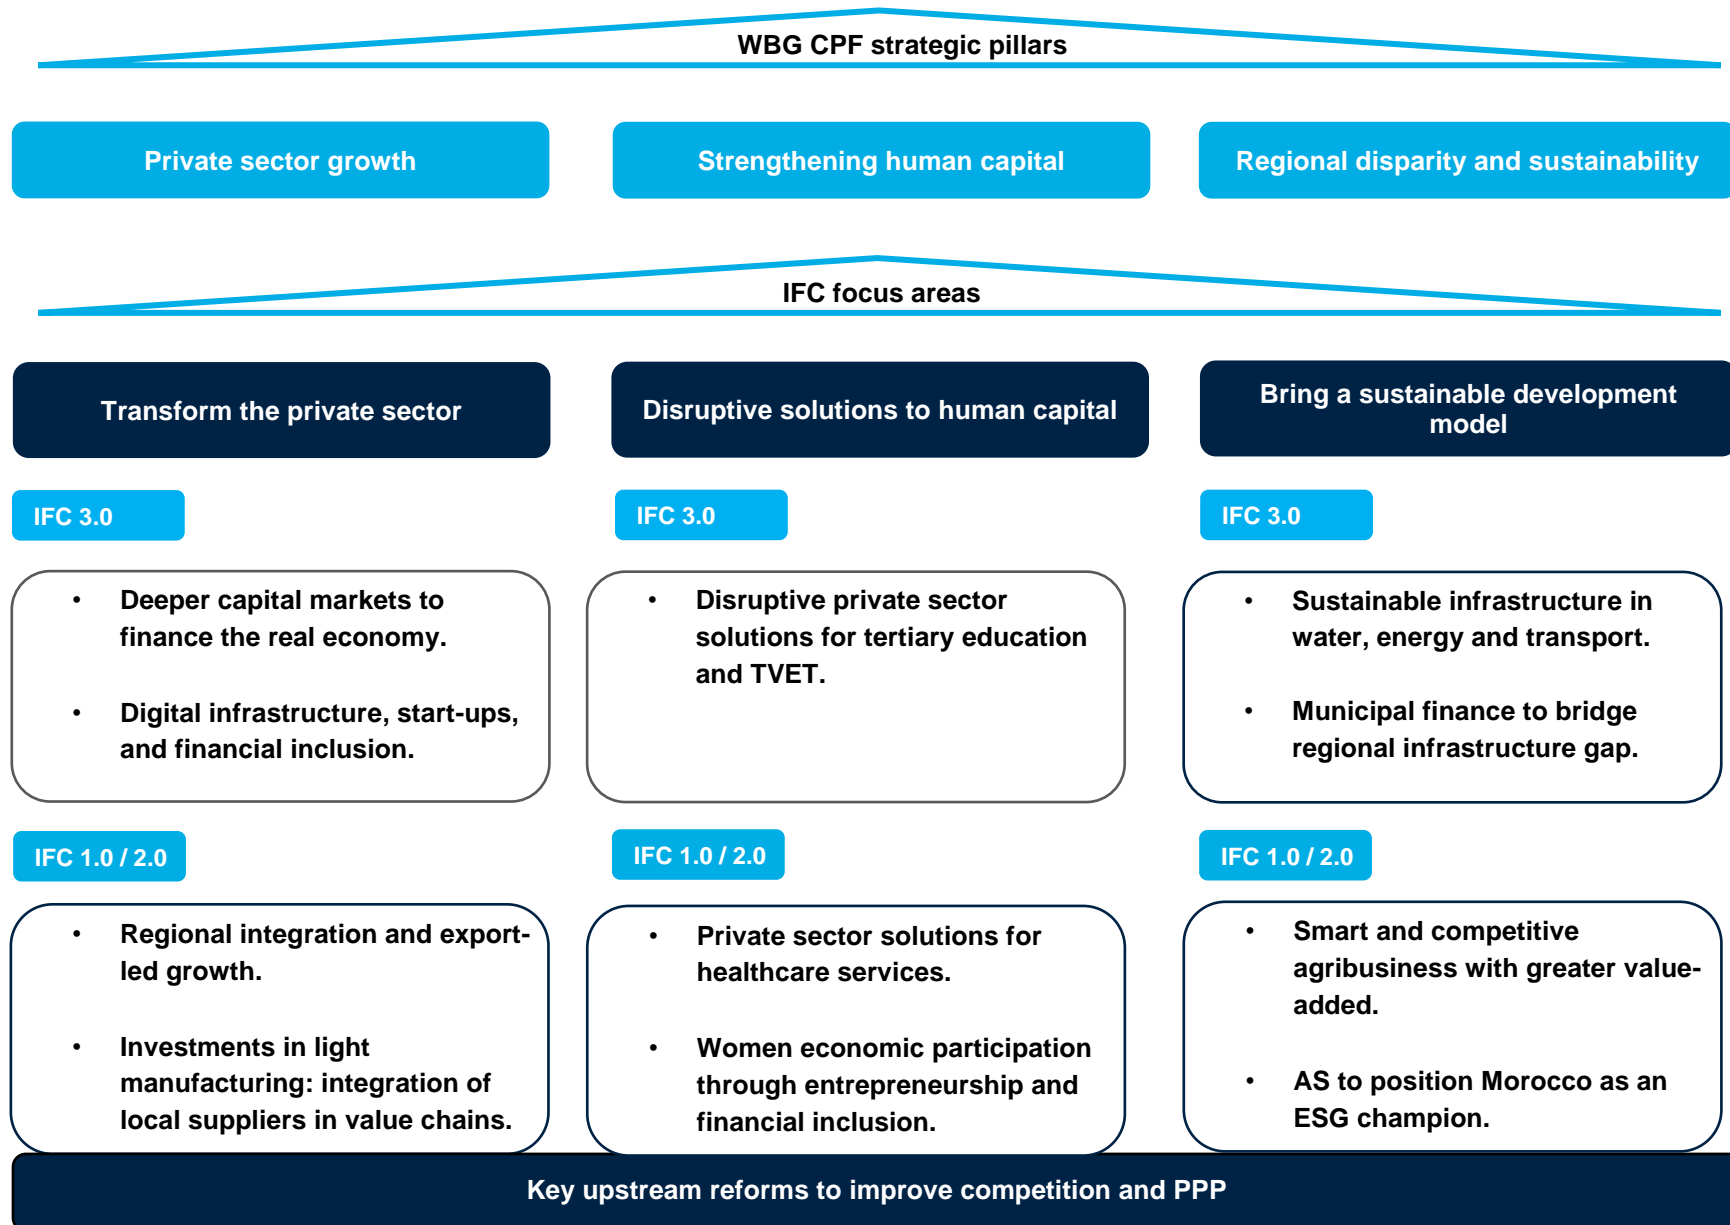 WBG CPF strategic pillars
Private sector growth
Strengthening human capital
Regional disparity and sustainability
IFC focus areas
Transform the private sector
Disruptive solutions to human capital
Bring a sustainable development
model
IFC 3.0
IFC 3.0
IFC 3.0
• Deeper capital markets to
finance the real economy.
• Digital infrastructure, start-ups,
and financial inclusion.
• Disruptive private sector
solutions for tertiary education
and TVET.
• Sustainable infrastructure in
water, energy and transport.
• Municipal finance to bridge
regional infrastructure gap.
IFC 1.0 / 2.0
IFC 1.0 / 2.0
IFC 1.0 / 2.0
• Regional integration and export-
led growth.
• Investments in light
manufacturing: integration of
local suppliers in value chains.
• Private sector solutions for
healthcare services.
• Women economic participation
through entrepreneurship and
financial inclusion.
• Smart and competitive
agribusiness with greater value-
added.
• AS to position Morocco as an
ESG champion.
Key upstream reforms to improve competition and PPP